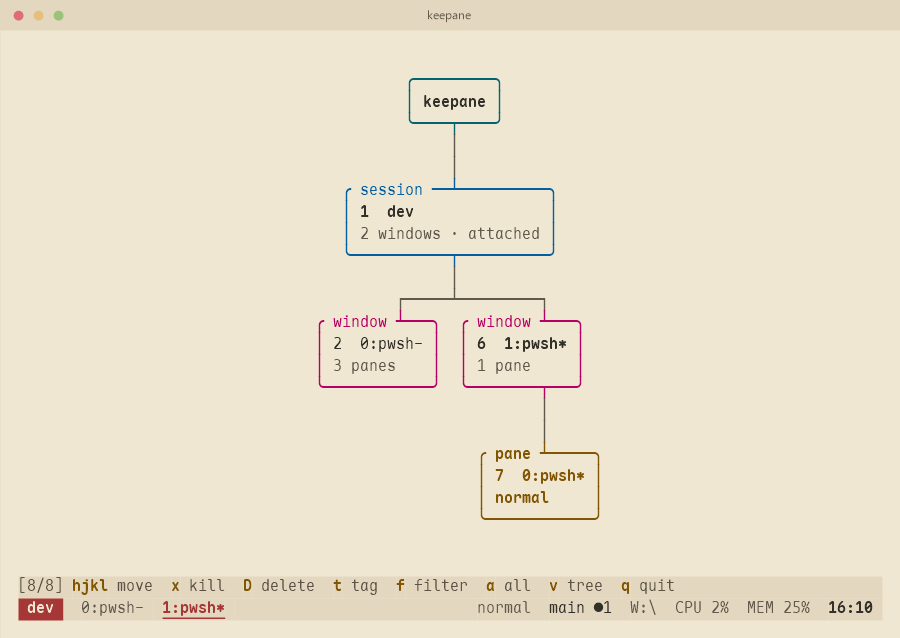 keepane
keepane
session
1 dev
2 windows · attached
window window
2 0:pwsh- 6 1:pwsh*
3 panes 1 pane
pane
7 0:pwsh*
normal
[8/8] hjkl move x kill D delete t tag f filter a all v tree q quit
dev 0:pwsh- 1:pwsh* normal main ●1 W:\ CPU 2% MEM 25% 16:10